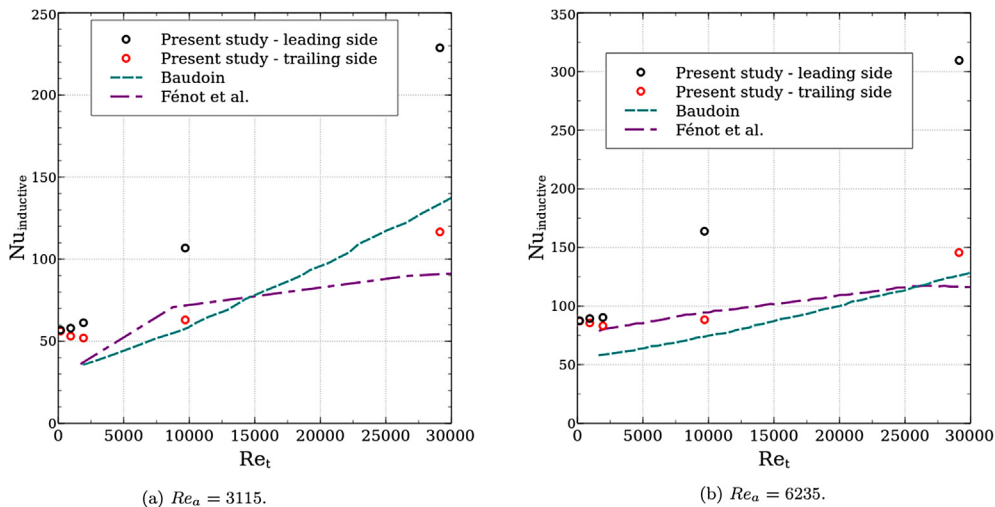 250
200
150
100
50
0
Nu_inductive
Present study - leading side
Present study - trailing side
Baudoin
Fénot et al.
0 5000 10000 15000 20000 25000 30000
Re_t
(a) Re_a = 3115.
350
300
250
200
150
100
50
0
Nu_inductive
Present study - leading side
Present study - trailing side
Baudoin
Fénot et al.
0 5000 10000 15000 20000 25000 30000
Re_t
(b) Re_a = 6235.